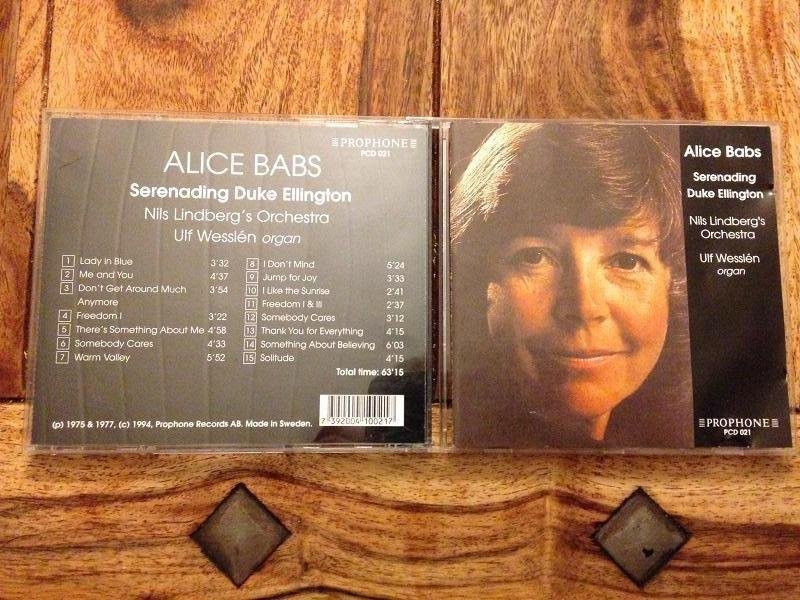 PROPHONE
PCD 021
ALICE BABS
Serenading Duke Ellington
Nils Lindberg's Orchestra
Ulf Wesslén organ
1 Lady in Blue 3'32
2 Me and You 4'37
3 Don't Get Around Much 3'54
Anymore
4 Freedom I 3'22
5 There's Something About Me 4'58
6 Somebody Cares 4'33
7 Warm Valley 5'52
8 I Don't Mind 5'24
9 Jump for Joy 3'33
10 I Like the Sunrise 2'41
11 Freedom I & 2'37
12 Somebody Cares 3'12
13 Thank You for Everything 4'15
14 Something About Believing 6'03
15 Solitude 4'15
Total time: 63'15
(p) 1975 & 1977, (c) 1994, Prophone Records AB. Made in Sweden.
7 392004 100217
Alice Babs
Serenading
Duke Ellington
Nils Lindberg's
Orchestra
Ulf Wesslén
organ
PROPHONE
PCD 021